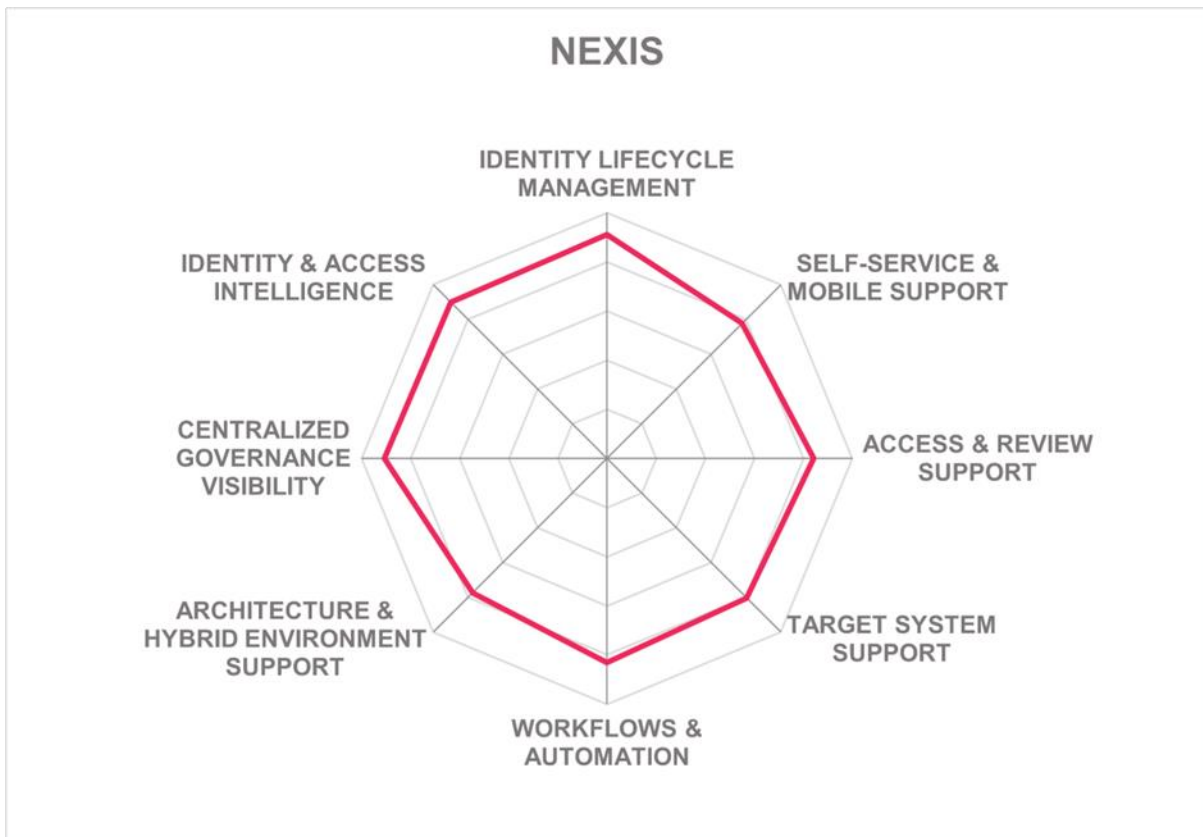 NEXIS
IDENTITY LIFECYCLE
MANAGEMENT
IDENTITY & ACCESS
INTELLIGENCE
SELF-SERVICE &
MOBILE SUPPORT
CENTRALIZED
GOVERNANCE
VISIBILITY
ACCESS & REVIEW
SUPPORT
ARCHITECTURE &
HYBRID ENVIRONMENT
SUPPORT
TARGET SYSTEM
SUPPORT
WORKFLOWS &
AUTOMATION